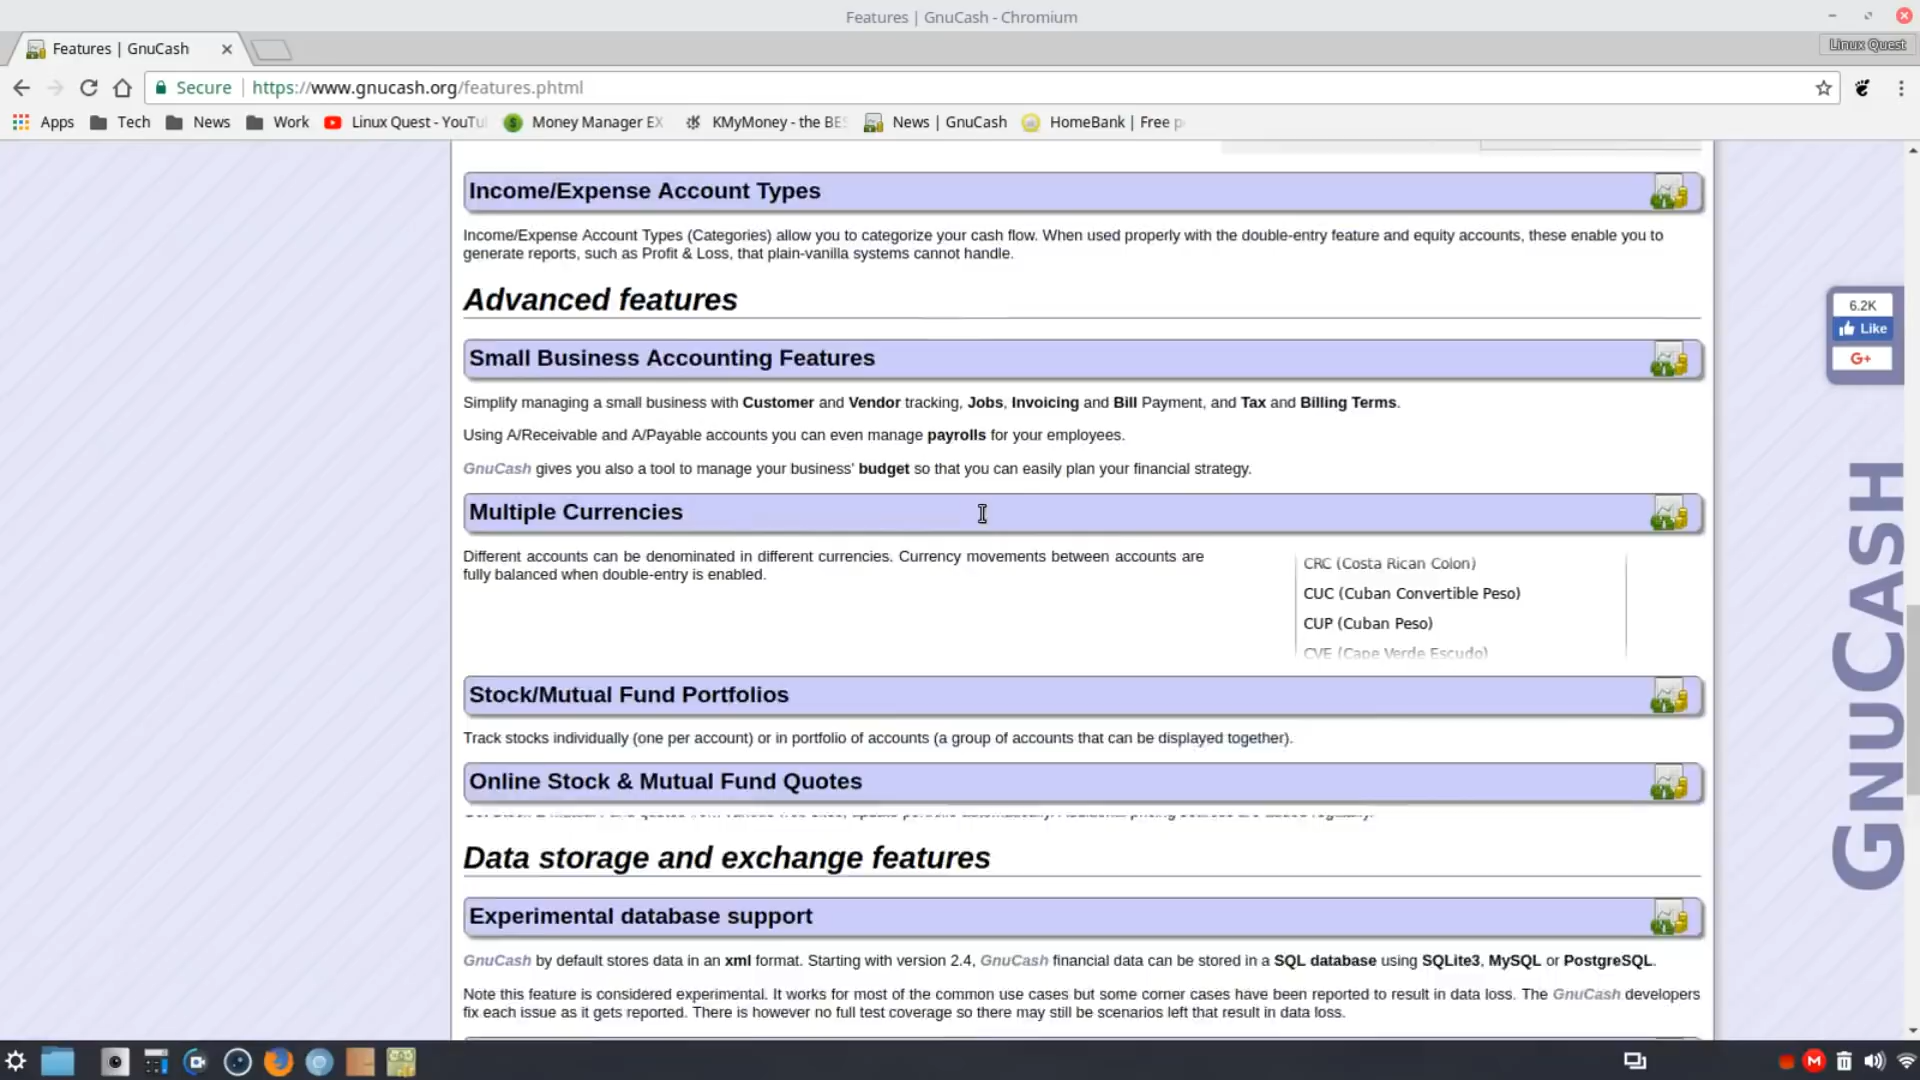 Features | GnuCash - Chromium
Features | GnuCash
Linux Quest
Secure
https://www.gnucash.org/features.phtml
Apps
Tech
News
Work
Linux Quest - YouTu
Money Manager EX
KMyMoney - the BES
News | GnuCash
HomeBank | Free p
Income/Expense Account Types
Income/Expense Account Types (Categories) allow you to categorize your cash flow. When used properly with the double-entry feature and equity accounts, these enable you to
generate reports, such as Profit & Loss, that plain-vanilla systems cannot handle.
Advanced features
Small Business Accounting Features
Simplify managing a small business with Customer and Vendor tracking, Jobs, Invoicing and Bill Payment, and Tax and Billing Terms.
Using A/Receivable and A/Payable accounts you can even manage payrolls for your employees.
GnuCash gives you also a tool to manage your business' budget so that you can easily plan your financial strategy.
Multiple Currencies
Different accounts can be denominated in different currencies. Currency movements between accounts are
fully balanced when double-entry is enabled.
CRC (Costa Rican Colon)
CUC (Cuban Convertible Peso)
CUP (Cuban Peso)
CVE (Cape Verde Escudo)
Stock/Mutual Fund Portfolios
Track stocks individually (one per account) or in portfolio of accounts (a group of accounts that can be displayed together).
Online Stock & Mutual Fund Quotes
Data storage and exchange features
Experimental database support
GnuCash by default stores data in an xml format. Starting with version 2.4, GnuCash financial data can be stored in a SQL database using SQLite3, MySQL or PostgreSQL.
Note this feature is considered experimental. It works for most of the common use cases but some corner cases have been reported to result in data loss. The GnuCash developers
fix each issue as it gets reported. There is however no full test coverage so there may still be scenarios left that result in data loss.
6.2K
Like
G+
GNUCASH
M